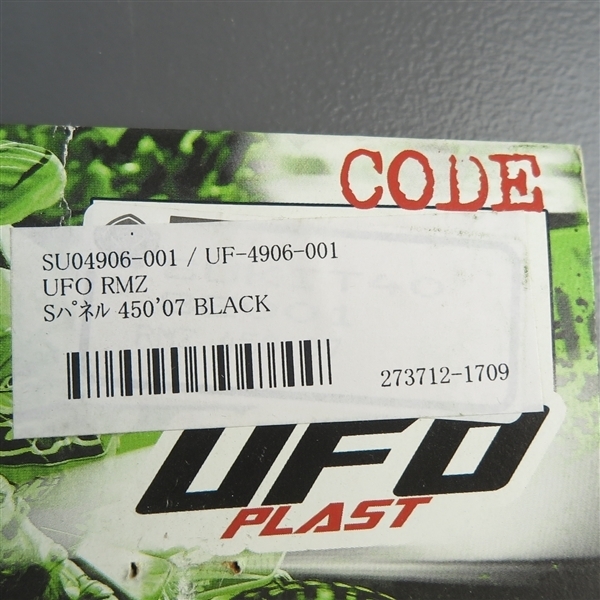 CODE
SU04906-001 / UF-4906-001
UFO RMZ
Sﾊﾟﾈﾙ 450'07 BLACK
273712-1709
UFO
PLAST